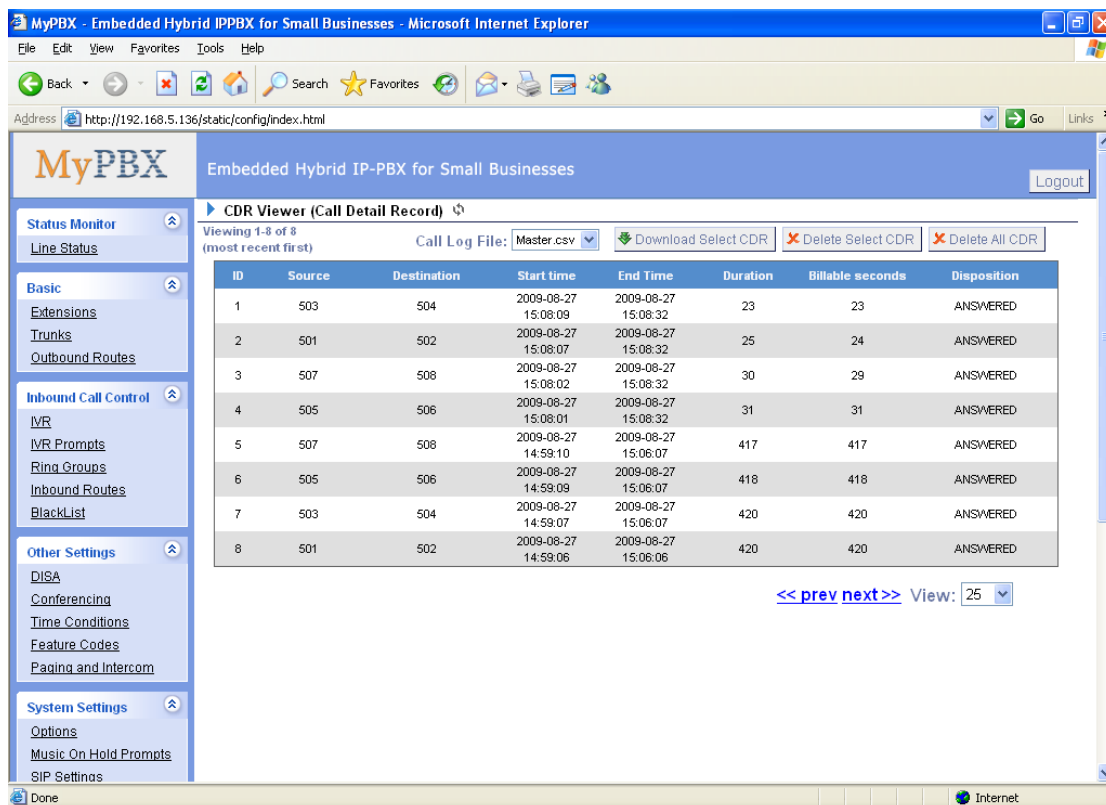 MyPBX - Embedded Hybrid IPPBX for Small Businesses - Microsoft Internet Explorer
File Edit View Favorites Tools Help
Back Search Favorites
Address http://192.168.5.136/static/config/index.html Go Links
MyPBX Embedded Hybrid IP-PBX for Small Businesses
Logout
Status Monitor
Line Status
Basic
Extensions
Trunks
Outbound Routes
Inbound Call Control
IVR
IVR Prompts
Ring Groups
Inbound Routes
BlackList
Other Settings
DISA
Conferencing
Time Conditions
Feature Codes
Paging and Intercom
System Settings
Options
Music On Hold Prompts
SIP Settings
CDR Viewer (Call Detail Record)
Viewing 1-8 of 8
(most recent first)
Call Log File: Master.csv Download Select CDR Delete Select CDR Delete All CDR
ID Source Destination Start time End Time Duration Billable seconds Disposition
1 503 504 2009-08-27 15:08:09 2009-08-27 15:08:32 23 23 ANSWERED
2 501 502 2009-08-27 15:08:07 2009-08-27 15:08:32 25 24 ANSWERED
3 507 508 2009-08-27 15:08:02 2009-08-27 15:08:32 30 29 ANSWERED
4 505 506 2009-08-27 15:08:01 2009-08-27 15:08:32 31 31 ANSWERED
5 507 508 2009-08-27 14:59:10 2009-08-27 15:06:07 417 417 ANSWERED
6 505 506 2009-08-27 14:59:09 2009-08-27 15:06:07 418 418 ANSWERED
7 503 504 2009-08-27 14:59:07 2009-08-27 15:06:07 420 420 ANSWERED
8 501 502 2009-08-27 14:59:06 2009-08-27 15:06:06 420 420 ANSWERED
<< prev next >> View: 25
Done Internet